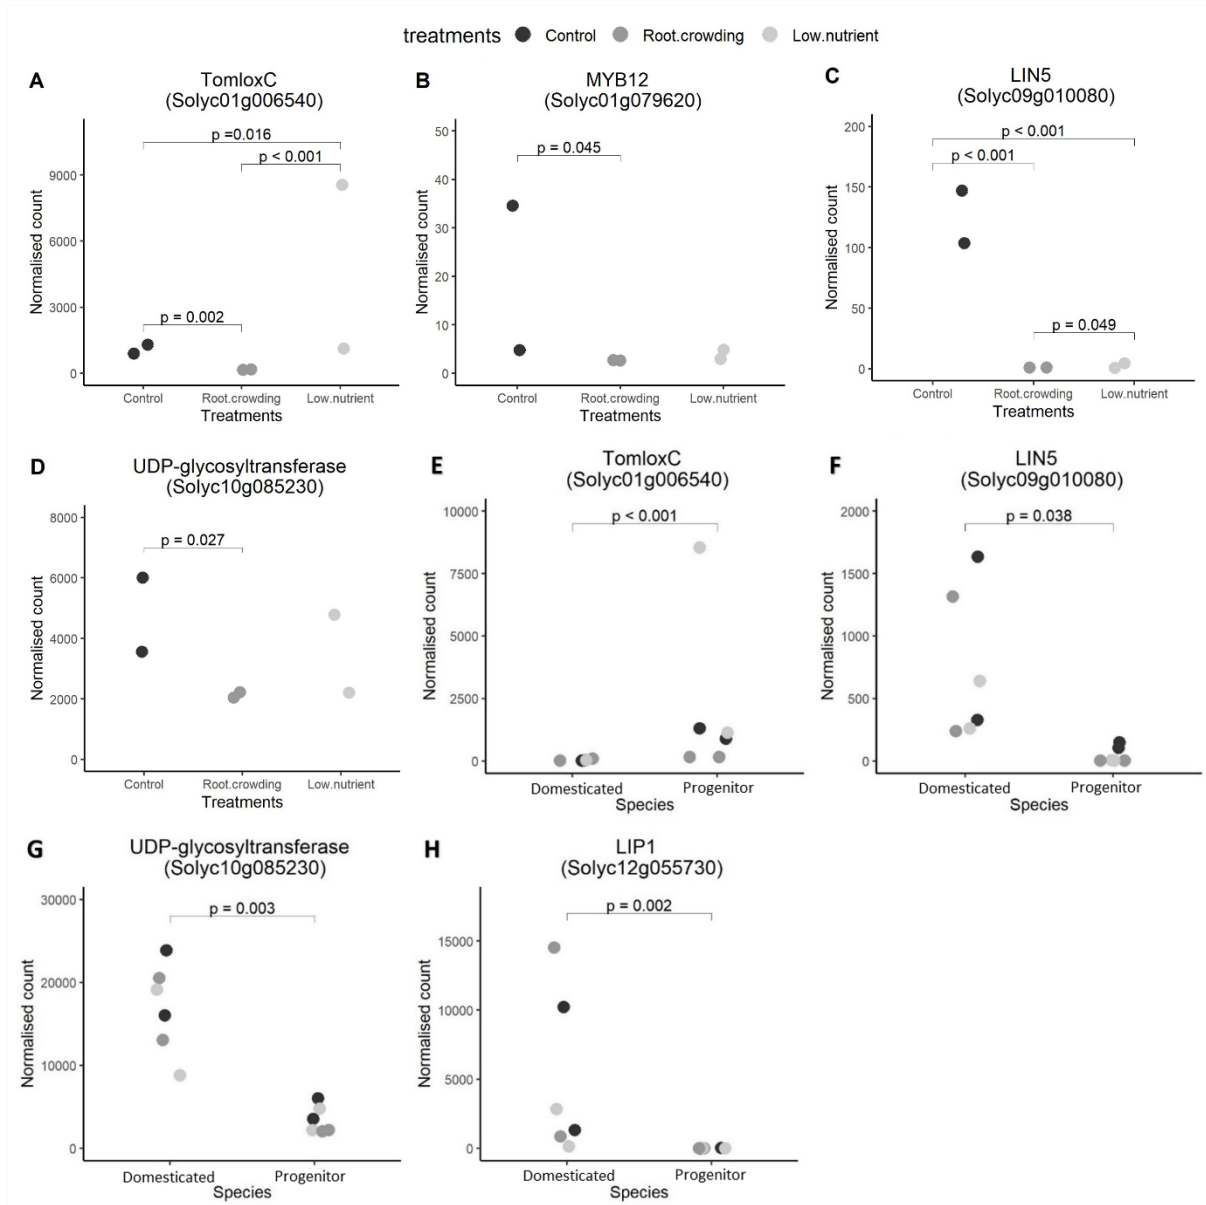 treatments Control Root.crowding Low.nutrient
A
TomloxC
(Solyc01g006540)
Normalised count
9000
6000
3000
0
p =0.016
p < 0.001
p = 0.002
Control Root.crowding Low.nutrient
Treatments
B
MYB12
(Solyc01g079620)
Normalised count
50
40
30
20
10
0
p = 0.045
Control Root.crowding Low.nutrient
Treatments
C
LIN5
(Solyc09g010080)
Normalised count
200
150
100
50
0
p < 0.001
p < 0.001
p = 0.049
Control Root.crowding Low.nutrient
Treatments
D
UDP-glycosyltransferase
(Solyc10g085230)
Normalised count
8000
6000
4000
2000
0
p = 0.027
Control Root.crowding Low.nutrient
Treatments
E
TomloxC
(Solyc01g006540)
Normalised count
10000
7500
5000
2500
0
p < 0.001
Domesticated Progenitor
Species
F
LIN5
(Solyc09g010080)
Normalised count
2000
1500
1000
500
0
p = 0.038
Domesticated Progenitor
Species
G
UDP-glycosyltransferase
(Solyc10g085230)
Normalised count
30000
20000
10000
0
p = 0.003
Domesticated Progenitor
Species
H
LIP1
(Solyc12g055730)
Normalised count
15000
10000
5000
0
p = 0.002
Domesticated Progenitor
Species